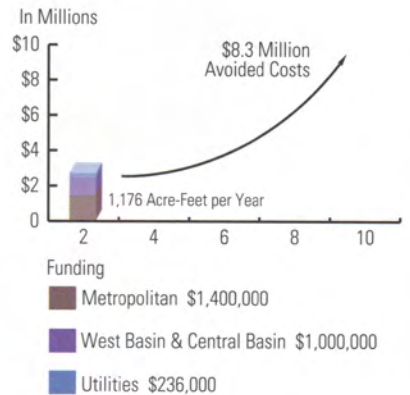 In Millions
$10
$8
$6
$4
$2
0
$8.3 Million
Avoided Costs
1,176 Acre-Feet per Year
2 4 6 8 10
Funding
Metropolitan $1,400,000
West Basin & Central Basin $1,000,000
Utilities $236,000